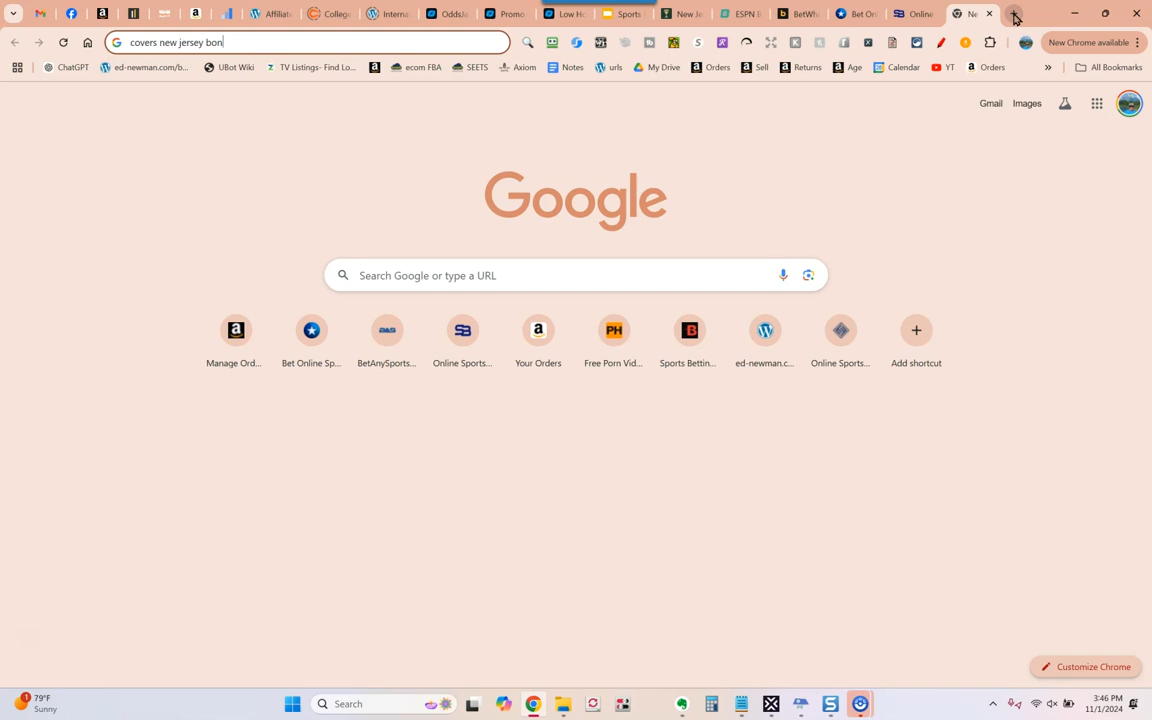 Affiliate
College
Interna
OddsJa
Promo
Low Ho
Sports
New Je
ESPN B
BetWh
Bet Onl
Online
Ne
covers new jersey bon
New Chrome available
ChatGPT
ed-newman.com/b...
UBot Wiki
TV Listings- Find Lo...
ecom FBA
SEETS
Axiom
Notes
urls
My Drive
Orders
Sell
Returns
Age
Calendar
YT
Orders
»
All Bookmarks
Gmail
Images
Google
Search Google or type a URL
Manage Ord...
Bet Online Sp...
BetAnySports...
Online Sports...
Your Orders
Free Porn Vid...
Sports Bettin...
ed-newman.c...
Online Sports...
Add shortcut
Customize Chrome
79°F
Sunny
Search
3:46 PM
11/1/2024